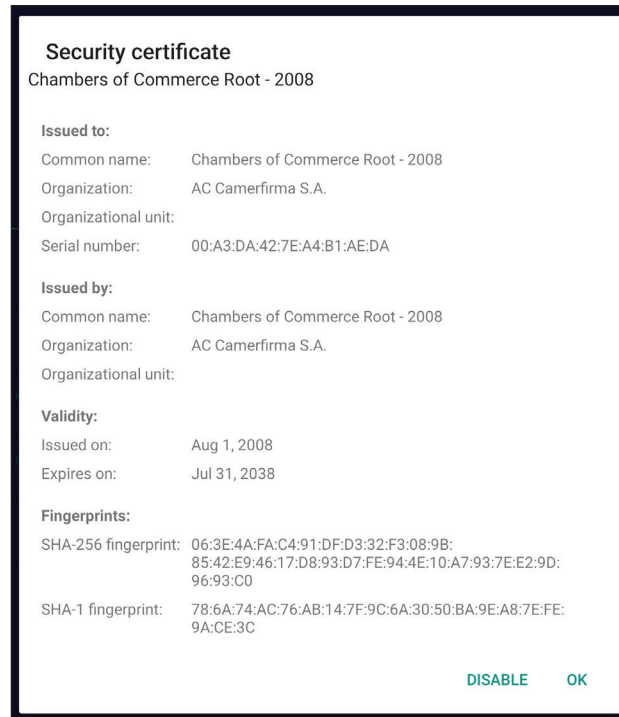 Security certificate
Chambers of Commerce Root - 2008
Issued to:
Common name: Chambers of Commerce Root - 2008
Organization: AC Camerfirma S.A.
Organizational unit:
Serial number: 00:A3:DA:42:7E:A4:B1:AE:DA
Issued by:
Common name: Chambers of Commerce Root - 2008
Organization: AC Camerfirma S.A.
Organizational unit:
Validity:
Issued on: Aug 1, 2008
Expires on: Jul 31, 2038
Fingerprints:
SHA-256 fingerprint: 06:3E:4A:FA:C4:91:DF:D3:32:F3:08:9B:
85:42:E9:46:17:D8:93:D7:FE:94:4E:10:A7:93:7E:E2:9D:
96:93:C0
SHA-1 fingerprint: 78:6A:74:AC:76:AB:14:7F:9C:6A:30:50:BA:9E:A8:7E:FE:
9A:CE:3C
DISABLE OK